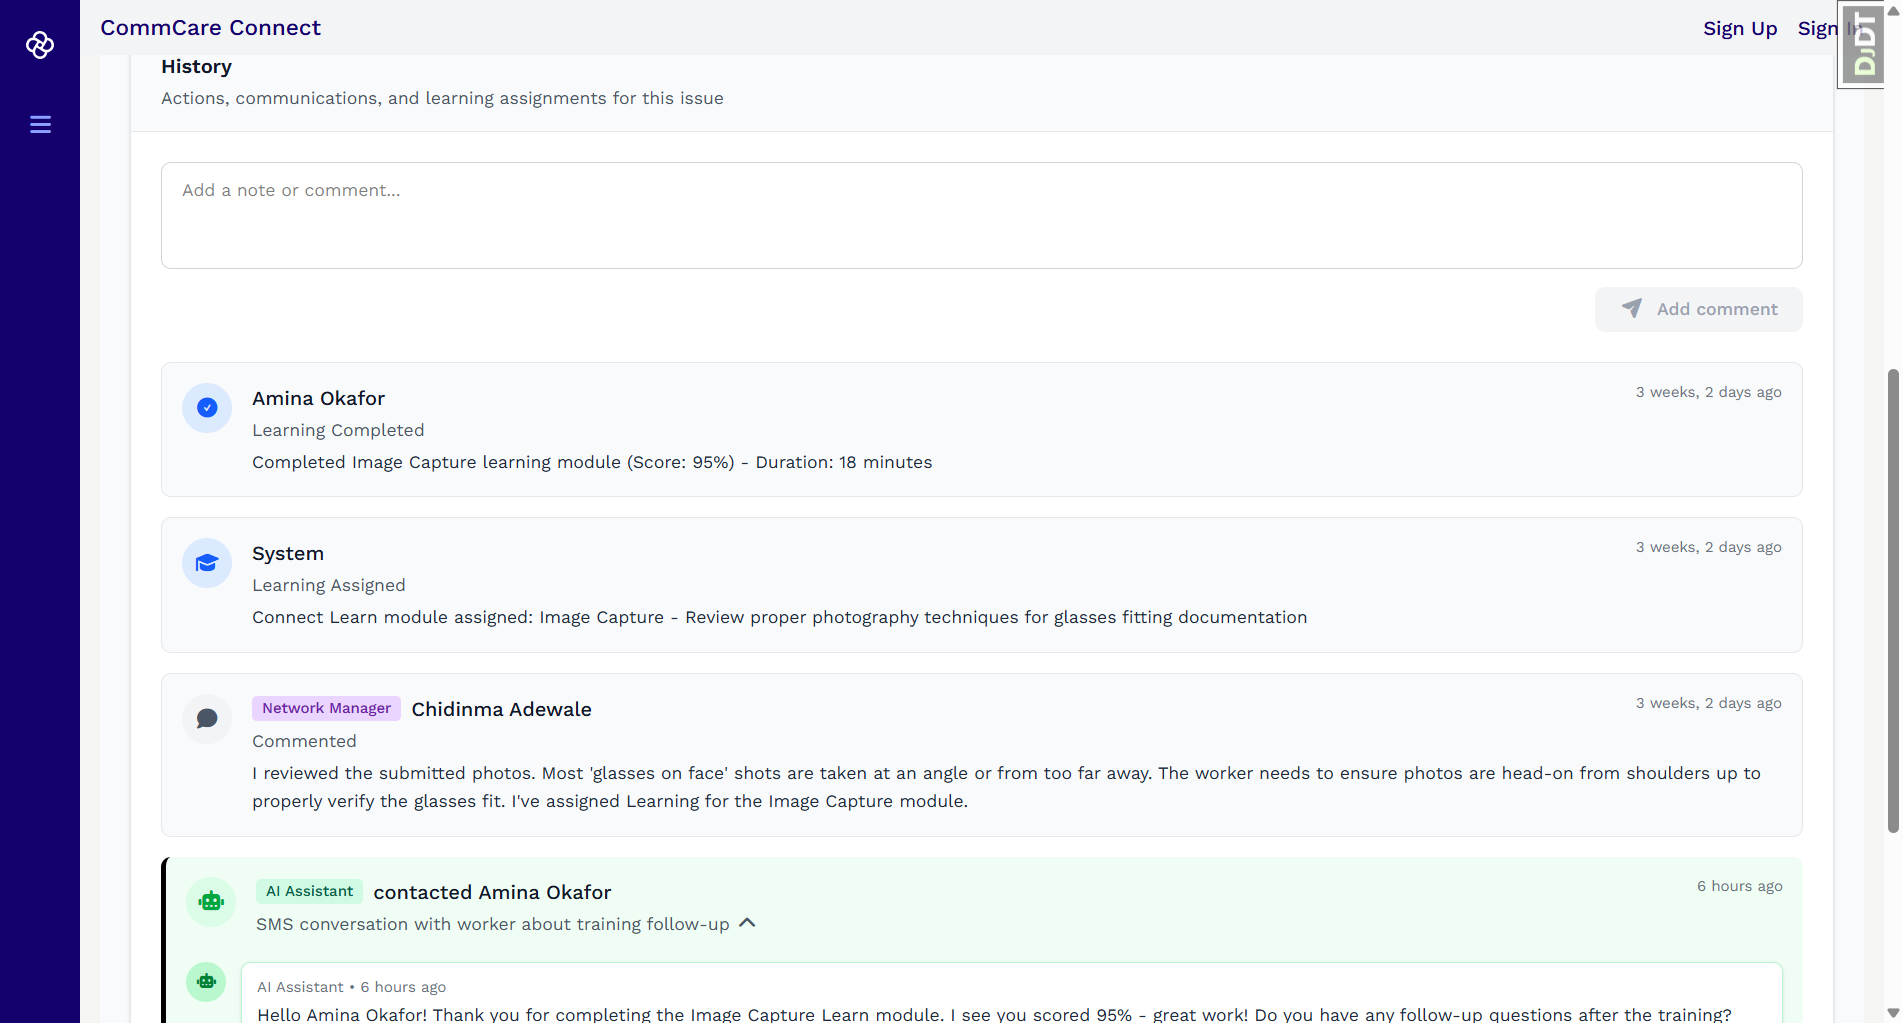 CommCare Connect
Sign Up
Sign In
DjDT
History
Actions, communications, and learning assignments for this issue
Add a note or comment...
Add comment
Amina Okafor
3 weeks, 2 days ago
Learning Completed
Completed Image Capture learning module (Score: 95%) - Duration: 18 minutes
System
3 weeks, 2 days ago
Learning Assigned
Connect Learn module assigned: Image Capture - Review proper photography techniques for glasses fitting documentation
Network Manager Chidinma Adewale
3 weeks, 2 days ago
Commented
I reviewed the submitted photos. Most 'glasses on face' shots are taken at an angle or from too far away. The worker needs to ensure photos are head-on from shoulders up to
properly verify the glasses fit. I've assigned Learning for the Image Capture module.
AI Assistant contacted Amina Okafor
6 hours ago
SMS conversation with worker about training follow-up
AI Assistant • 6 hours ago
Hello Amina Okafor! Thank you for completing the Image Capture Learn module. I see you scored 95% - great work! Do you have any follow-up questions after the training?